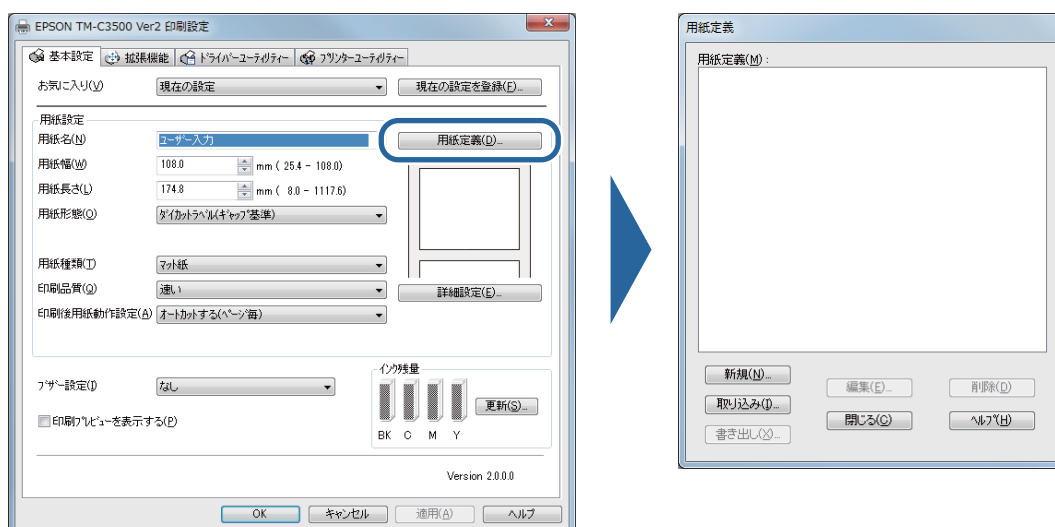 EPSON TM-C3500 Ver2 印刷設定
基本設定 拡張機能 ドライバーユーティリティー プリンターユーティリティー
お気に入り(V) 現在の設定 現在の設定を登録(F)...
用紙設定
用紙名(N) ユーザー入力 用紙定義(D)...
用紙幅(W) 108.0 mm ( 25.4 - 108.0)
用紙長さ(L) 174.8 mm ( 8.0 - 1117.6)
用紙形態(O) ダイカットラベル(ギャップ基準)
用紙種類(T) マット紙
印刷品質(Q) 速い 詳細設定(E)...
印刷後用紙動作設定(A) オートカットする(ページ毎)
ブザー設定(I) なし
インク残量
更新(S)...
印刷プレビューを表示する(P)
BK C M Y
Version 2.0.0.0
OK キャンセル 適用(A) ヘルプ
用紙定義
用紙定義(M) :
新規(N)... 編集(E)... 削除(D)
取り込み(I)... 閉じる(C) ヘルプ(H)
書き出し(X)...